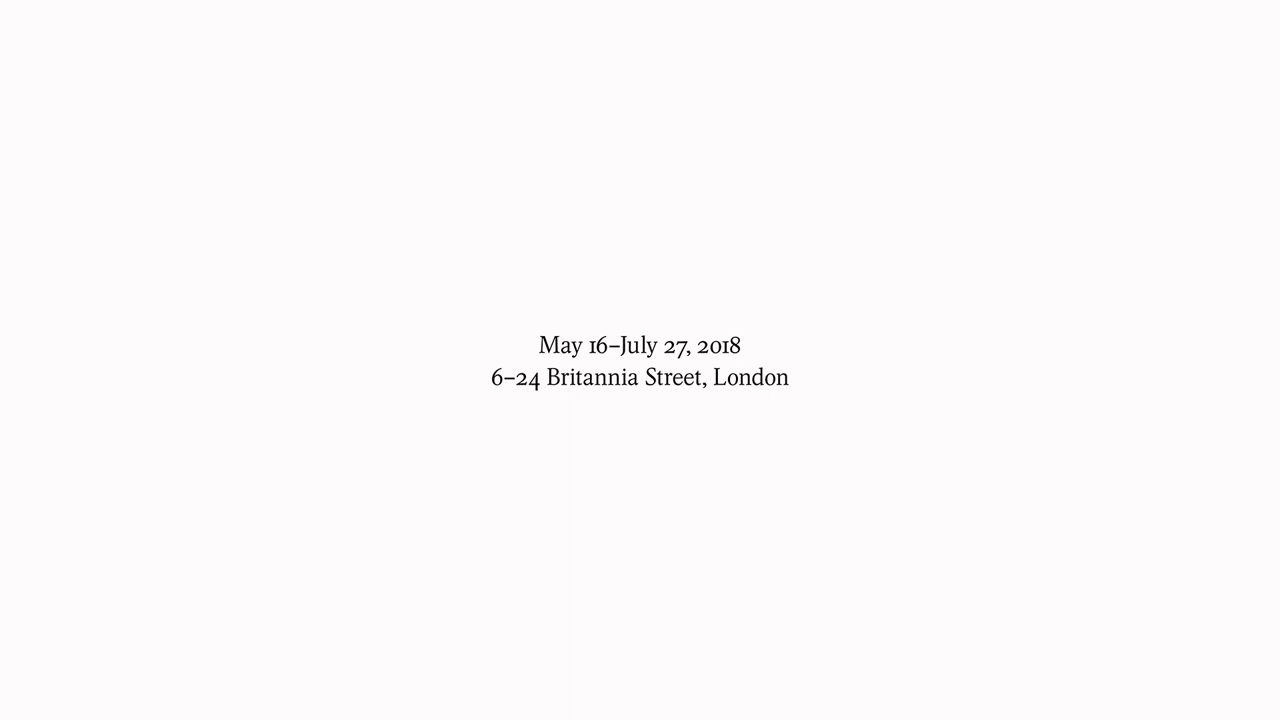 May 16–July 27, 2018
6–24 Britannia Street, London